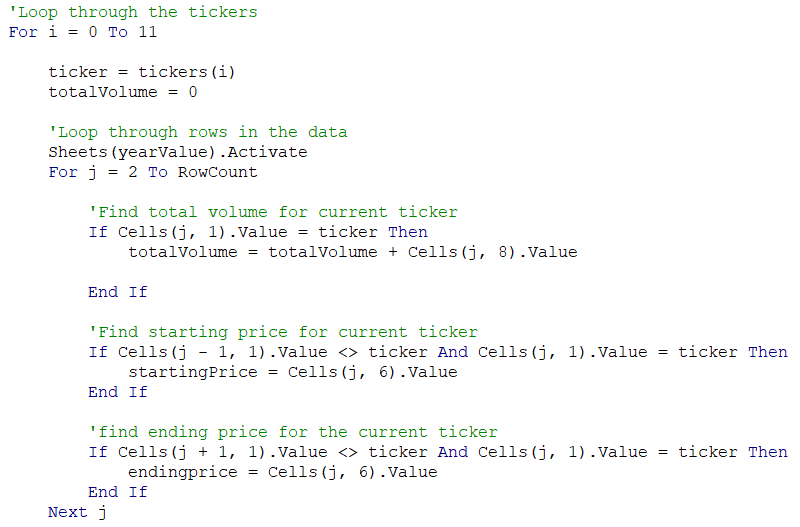 'Loop through the tickers
For i = 0 To 11
ticker = tickers(i)
totalVolume = 0
'Loop through rows in the data
Sheets(yearValue).Activate
For j = 2 To RowCount
'Find total volume for current ticker
If Cells(j, 1).Value = ticker Then
totalVolume = totalVolume + Cells(j, 8).Value
End If
'Find starting price for current ticker
If Cells(j - 1, 1).Value <> ticker And Cells(j, 1).Value = ticker Then
startingPrice = Cells(j, 6).Value
End If
'find ending price for the current ticker
If Cells(j + 1, 1).Value <> ticker And Cells(j, 1).Value = ticker Then
endingprice = Cells(j, 6).Value
End If
Next j